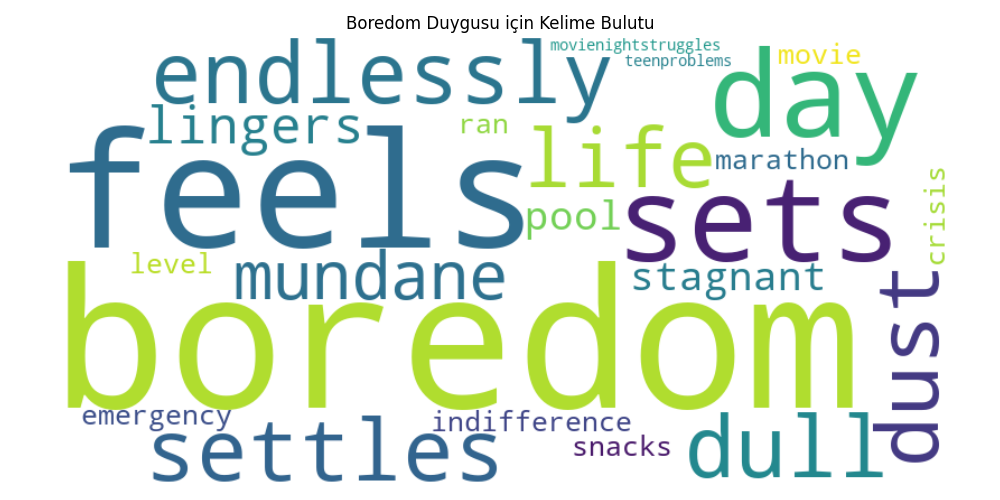 Boredom Duygusu için Kelime Bulutu
movienightstruggles
endlessly
teenproblems
movie
day
lingers
ran
life
marathon
feels
pool
sets
crisis
level
mundane
stagnant
boredom
dust
emergency
indifference
settles
snacks
dull